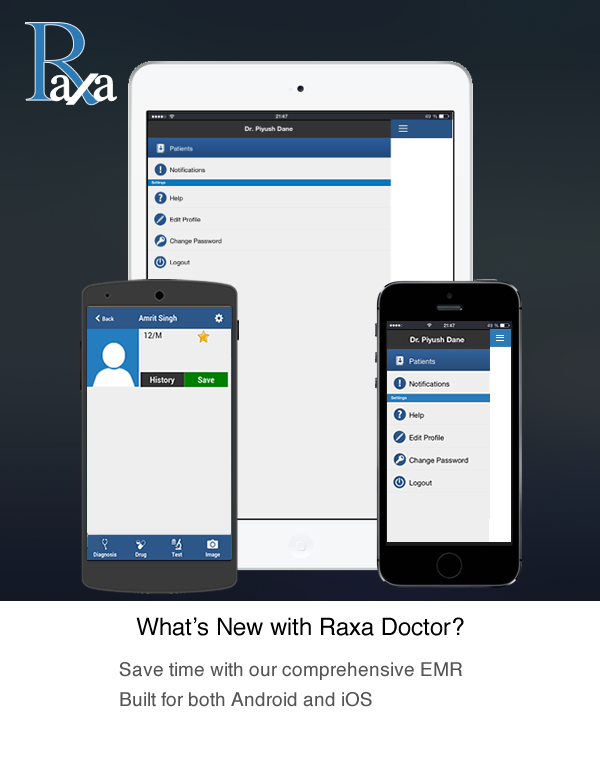 Raxa
21:47
49 %
Dr. Piyush Dane
Patients
Notifications
Settings
Help
Edit Profile
Change Password
Logout
Back
Amrit Singh
12/M
History
Save
Diagnosis
Drug
Test
Image
21:47
49 %
Dr. Piyush Dane
Patients
Notifications
Settings
Help
Edit Profile
Change Password
Logout
What's New with Raxa Doctor?
Save time with our comprehensive EMR
Built for both Android and iOS